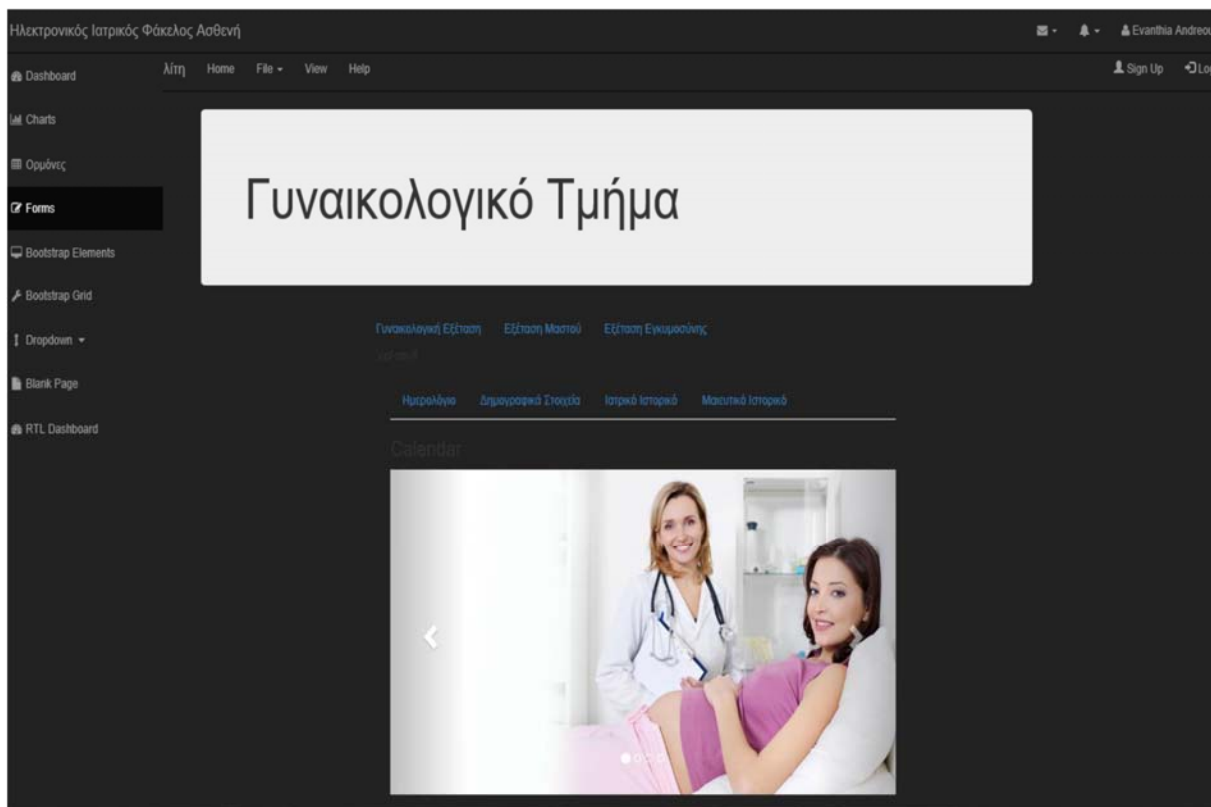 Ηλεκτρονικός Ιατρικός Φάκελος Ασθενή
Evanthia Andreou
Dashboard
λίτη Home File View Help
Sign Up
Charts
Ορμόνες
Forms
Bootstrap Elements
Bootstrap Grid
Dropdown
Blank Page
RTL Dashboard
Γυναικολογικό Τμήμα
Γυναικολογική Εξέταση Εξέταση Μαστού Εξέταση Εγκυμοσύνης
Ημερολόγιο Δημογραφικά Στοιχεία Ιατρικό Ιστορικό Μαιευτικό Ιστορικό
Calendar